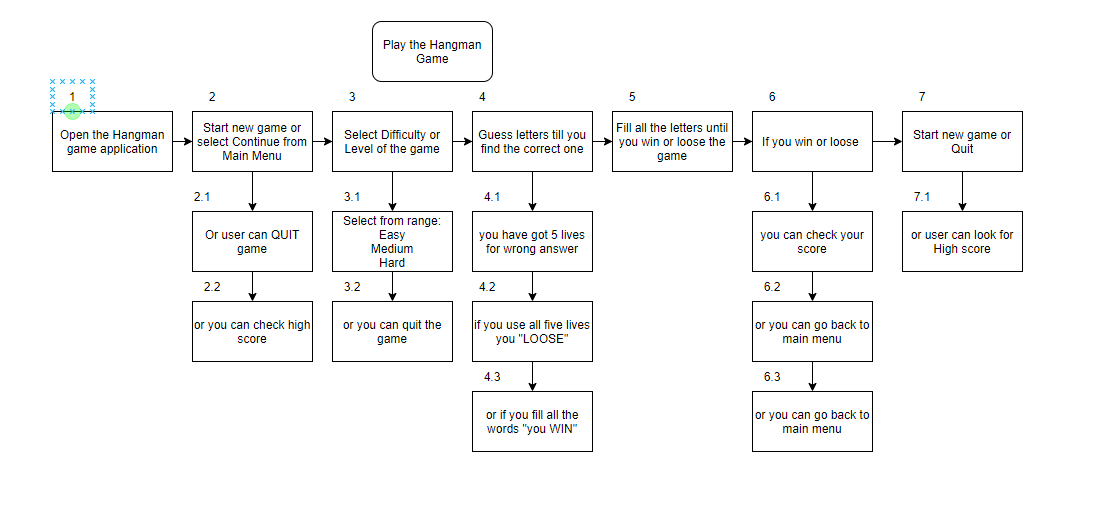 Play the Hangman
Game
1
2
3
4
5
6
7
Open the Hangman
game application
Start new game or
select Continue from
Main Menu
Select Difficulty or
Level of the game
Guess letters till you
find the correct one
Fill all the letters until
you win or loose the
game
If you win or loose
Start new game or
Quit
2.1
3.1
4.1
6.1
7.1
Or user can QUIT
game
Select from range:
Easy
Medium
Hard
you have got 5 lives
for wrong answer
you can check your
score
or user can look for
High score
2.2
3.2
4.2
6.2
or you can check high
score
or you can quit the
game
if you use all five lives
you "LOOSE"
or you can go back to
main menu
4.3
6.3
or if you fill all the
words "you WIN"
or you can go back to
main menu